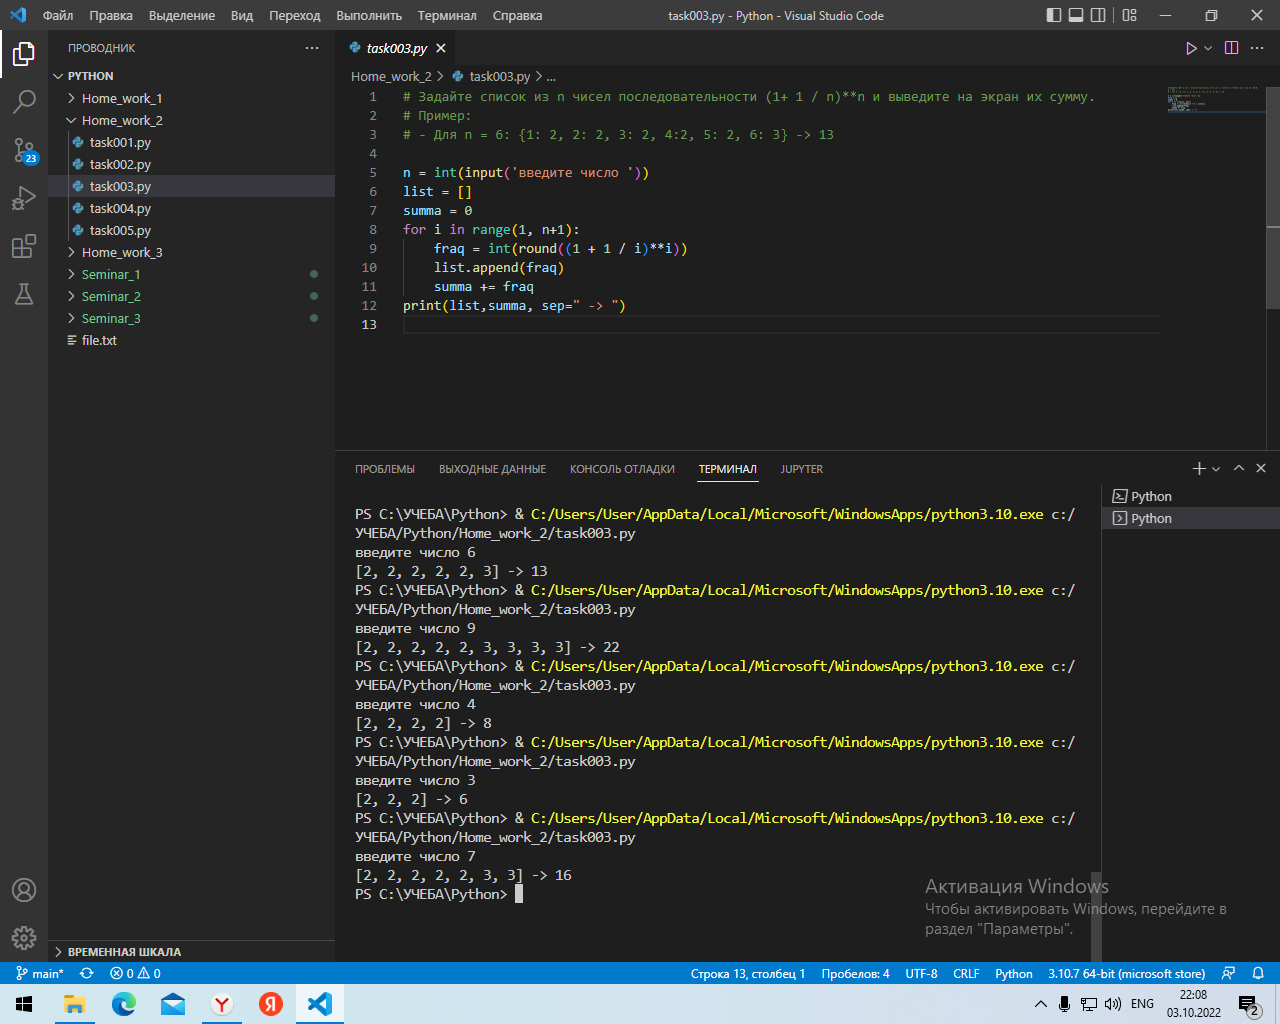 Файл Правка Выделение Вид Переход Выполнить Терминал Справка task003.py - Python - Visual Studio Code
ПРОВОДНИК
PYTHON
Home_work_1
Home_work_2
task001.py
task002.py
task003.py
task004.py
task005.py
Home_work_3
Seminar_1
Seminar_2
Seminar_3
file.txt
ВРЕМЕННАЯ ШКАЛА
23
task003.py
Home_work_2 > task003.py > ...
1 # Задайте список из n чисел последовательности (1+ 1 / n)**n и выведите на экран их сумму.
2 # Пример:
3 # - Для n = 6: {1: 2, 2: 2, 3: 2, 4:2, 5: 2, 6: 3} -> 13
4
5 n = int(input('введите число '))
6 list = []
7 summa = 0
8 for i in range(1, n+1):
9     fraq = int(round((1 + 1 / i)**i))
10     list.append(fraq)
11     summa += fraq
12 print(list,summa, sep=" -> ")
13
ПРОБЛЕМЫ ВЫХОДНЫЕ ДАННЫЕ КОНСОЛЬ ОТЛАДКИ ТЕРМИНАЛ JUPYTER
PS C:\УЧЕБА\Python> & C:/Users/User/AppData/Local/Microsoft/WindowsApps/python3.10.exe c:/
УЧЕБА/Python/Home_work_2/task003.py
введите число 6
[2, 2, 2, 2, 2, 3] -> 13
PS C:\УЧЕБА\Python> & C:/Users/User/AppData/Local/Microsoft/WindowsApps/python3.10.exe c:/
УЧЕБА/Python/Home_work_2/task003.py
введите число 9
[2, 2, 2, 2, 2, 3, 3, 3, 3] -> 22
PS C:\УЧЕБА\Python> & C:/Users/User/AppData/Local/Microsoft/WindowsApps/python3.10.exe c:/
УЧЕБА/Python/Home_work_2/task003.py
введите число 4
[2, 2, 2, 2] -> 8
PS C:\УЧЕБА\Python> & C:/Users/User/AppData/Local/Microsoft/WindowsApps/python3.10.exe c:/
УЧЕБА/Python/Home_work_2/task003.py
введите число 3
[2, 2, 2] -> 6
PS C:\УЧЕБА\Python> & C:/Users/User/AppData/Local/Microsoft/WindowsApps/python3.10.exe c:/
УЧЕБА/Python/Home_work_2/task003.py
введите число 7
[2, 2, 2, 2, 2, 3, 3] -> 16
PS C:\УЧЕБА\Python>
Python
Python
Активация Windows
Чтобы активировать Windows, перейдите в
раздел "Параметры".
main* 0 0 Строка 13, столбец 1 Пробелов: 4 UTF-8 CRLF Python 3.10.7 64-bit (microsoft store)
Y Я ENG 22:08
03.10.2022 2